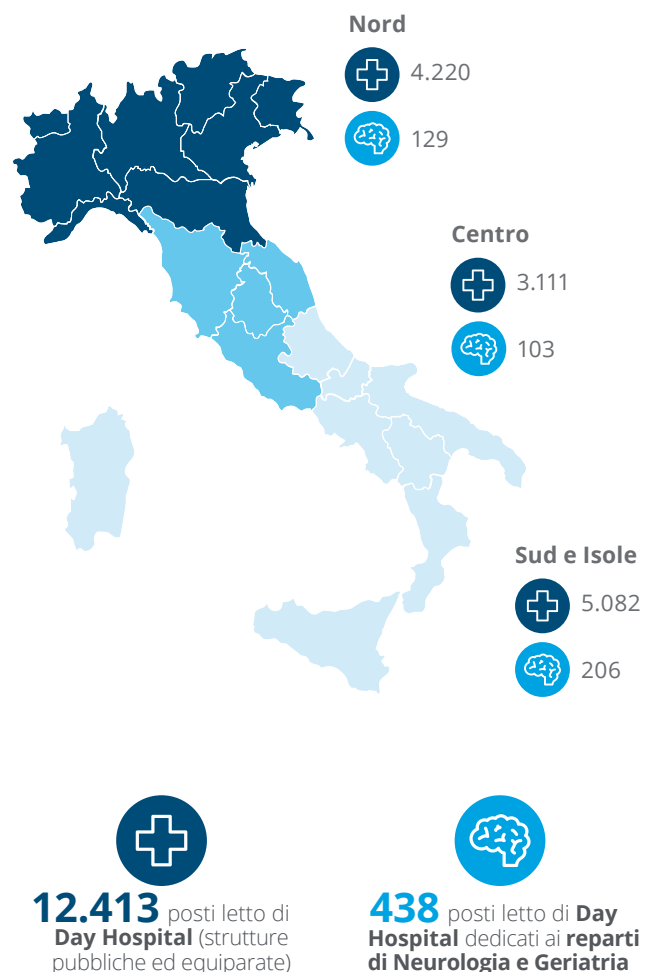 Nord
4.220
129
Centro
3.111
103
Sud e Isole
5.082
206
12.413 posti letto di
Day Hospital (strutture
pubbliche ed equiparate)
438 posti letto di Day
Hospital dedicati ai reparti
di Neurologia e Geriatria